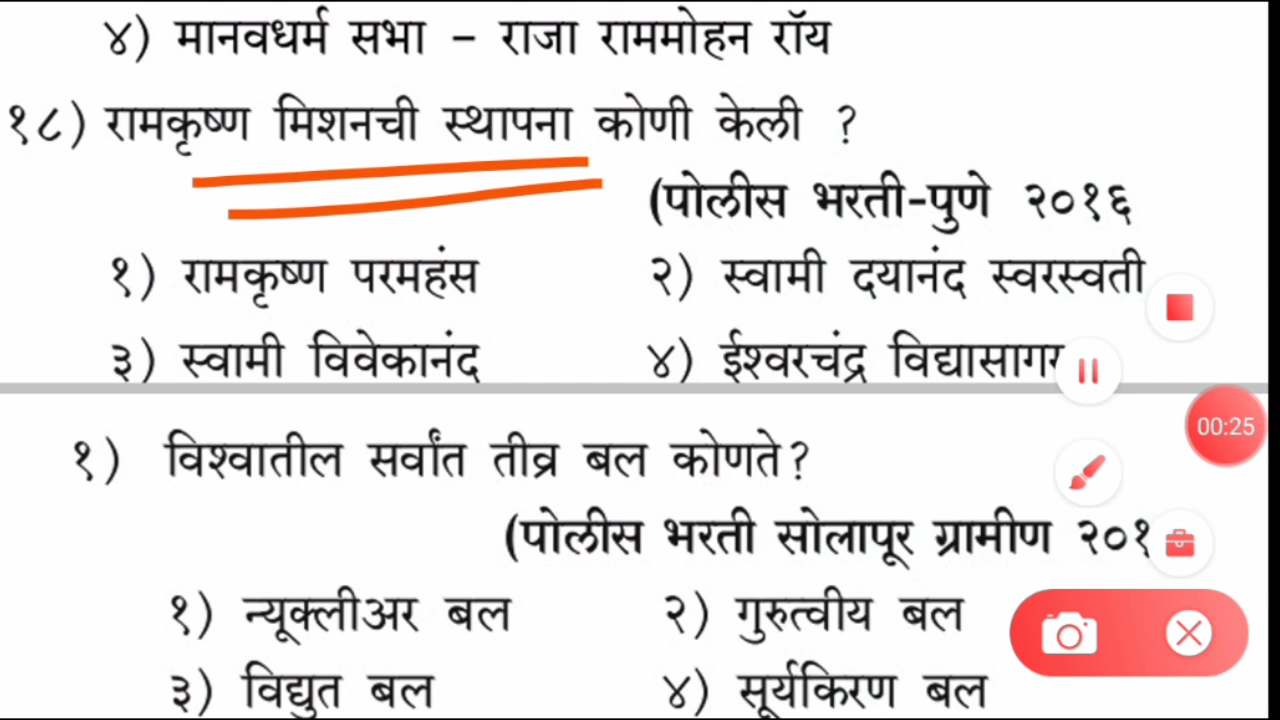 ४) मानवधर्म सभा - राजा राममोहन रॉय
१८) रामकृष्ण मिशनची स्थापना कोणी केली ?
(पोलीस भरती-पुणे २०१६
१) रामकृष्ण परमहंस २) स्वामी दयानंद स्वरस्वती
३) स्वामी विवेकानंद ४) ईश्वरचंद्र विद्यासागर
00:25
१) विश्वातील सर्वांत तीव्र बल कोणते?
(पोलीस भरती सोलापूर ग्रामीण
१) न्यूक्लीअर बल २) गुरुत्वीय बल
३) विद्युत बल ४) सूर्यकिरण बल